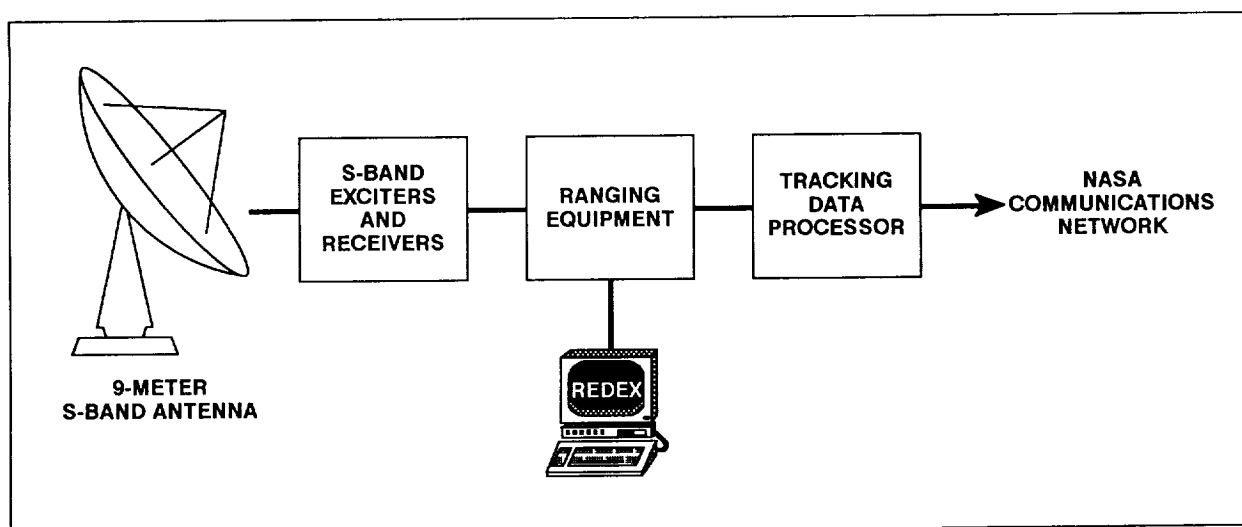 S-BAND
EXCITERS
AND
RECEIVERS
RANGING
EQUIPMENT
TRACKING
DATA
PROCESSOR
NASA
COMMUNICATIONS
NETWORK
REDEX
9-METER
S-BAND ANTENNA